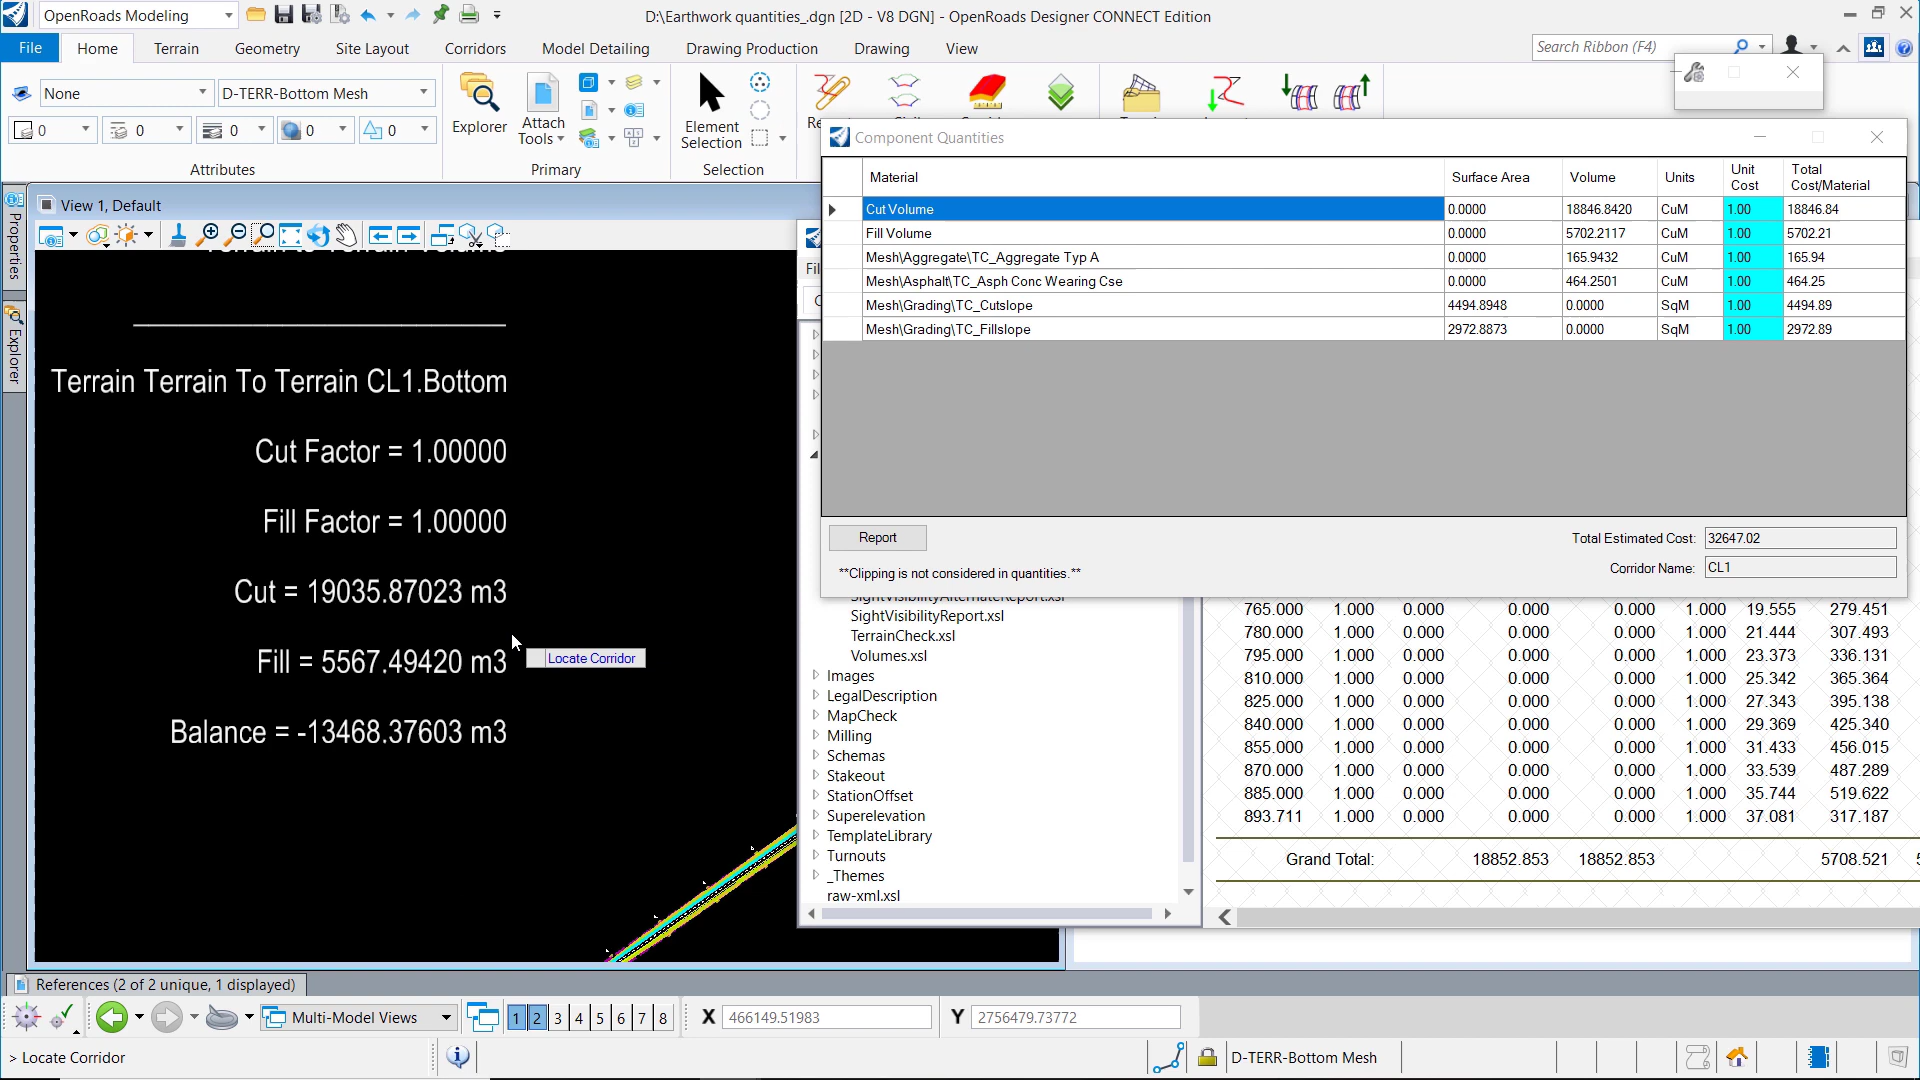 OpenRoads Modeling
D:\Earthwork quantities_.dgn [2D - V8 DGN] - OpenRoads Designer CONNECT Edition
File Home Terrain Geometry Site Layout Corridors Model Detailing Drawing Production Drawing View
Search Ribbon (F4)
None D-TERR-Bottom Mesh
0 0 0 0 0
Attributes
Explorer
Attach
Tools
Primary
Element
Selection
Selection
Component Quantities
Material Surface Area Volume Units Unit Cost Total Cost/Material
Cut Volume 0.0000 18846.8420 CuM 1.00 18846.84
Fill Volume 0.0000 5702.2117 CuM 1.00 5702.21
Mesh\Aggregate\TC_Aggregate Typ A 0.0000 165.9432 CuM 1.00 165.94
Mesh\Asphalt\TC_Asph Conc Wearing Cse 0.0000 464.2501 CuM 1.00 464.25
Mesh\Grading\TC_Cutslope 4494.8948 0.0000 SqM 1.00 4494.89
Mesh\Grading\TC_Fillslope 2972.8873 0.0000 SqM 1.00 2972.89
Report
Total Estimated Cost: 32647.02
**Clipping is not considered in quantities.**
Corridor Name: CL1
Properties
Explorer
View 1, Default
Terrain to Terrain Volume
Terrain Terrain To Terrain CL1.Bottom
Cut Factor = 1.00000
Fill Factor = 1.00000
Cut = 19035.87023 m3
Fill = 5567.49420 m3
Balance = -13468.37603 m3
Locate Corridor
Fil
SightVisibilityAlternateReport.xsl
SightVisibilityReport.xsl
TerrainCheck.xsl
Volumes.xsl
Images
LegalDescription
MapCheck
Milling
Schemas
Stakeout
StationOffset
Superelevation
TemplateLibrary
Turnouts
_Themes
raw-xml.xsl
765.000 1.000 0.000 0.000 0.000 1.000 19.555 279.451
780.000 1.000 0.000 0.000 0.000 1.000 21.444 307.493
795.000 1.000 0.000 0.000 0.000 1.000 23.373 336.131
810.000 1.000 0.000 0.000 0.000 1.000 25.342 365.364
825.000 1.000 0.000 0.000 0.000 1.000 27.343 395.138
840.000 1.000 0.000 0.000 0.000 1.000 29.369 425.340
855.000 1.000 0.000 0.000 0.000 1.000 31.433 456.015
870.000 1.000 0.000 0.000 0.000 1.000 33.539 487.289
885.000 1.000 0.000 0.000 0.000 1.000 35.744 519.622
893.711 1.000 0.000 0.000 0.000 1.000 37.081 317.187
Grand Total: 18852.853 18852.853 5708.521
References (2 of 2 unique, 1 displayed)
Multi-Model Views 1 2 3 4 5 6 7 8 X 466149.51983 Y 2756479.73772
> Locate Corridor
D-TERR-Bottom Mesh